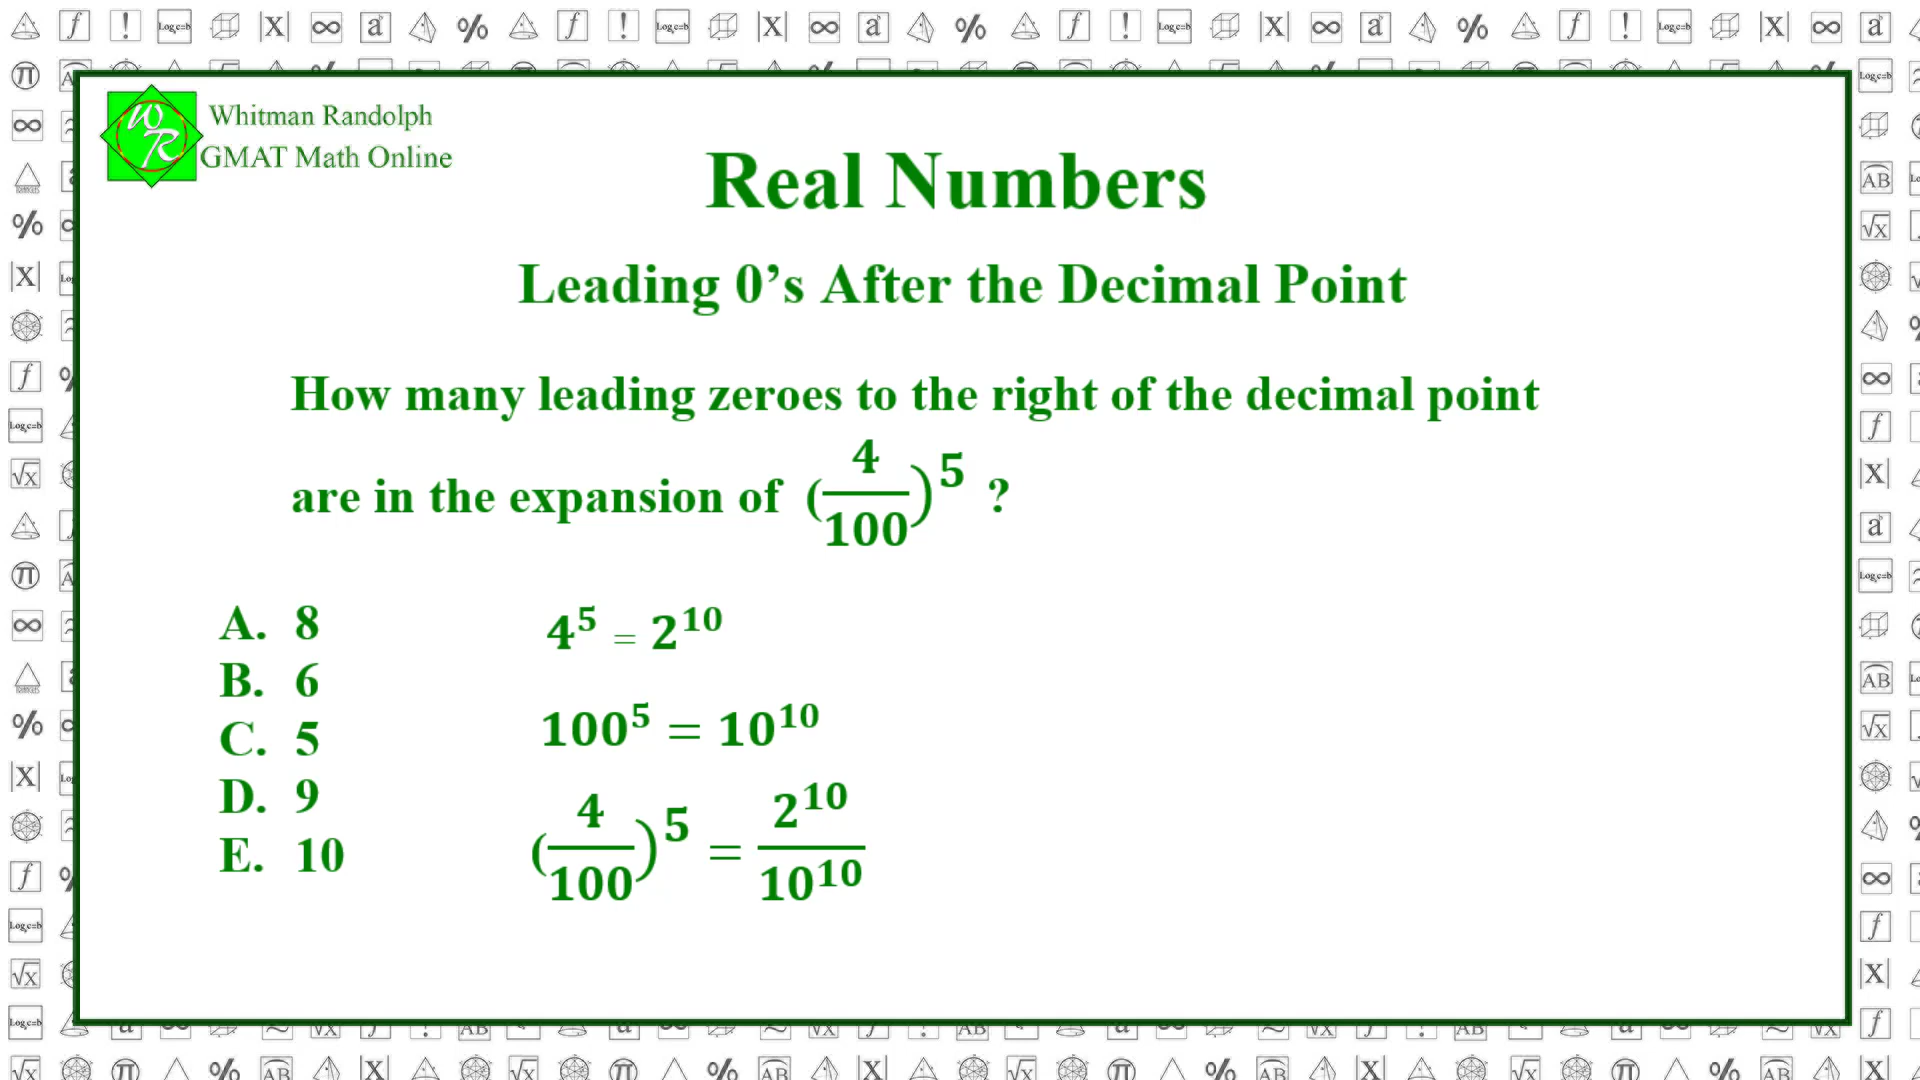 Whitman Randolph
GMAT Math Online
Real Numbers
Leading 0's After the Decimal Point
How many leading zeroes to the right of the decimal point
are in the expansion of (4/100)^5 ?
A. 8
B. 6
C. 5
D. 9
E. 10
4^5 = 2^10
100^5 = 10^10
(4/100)^5 = 2^10/10^10